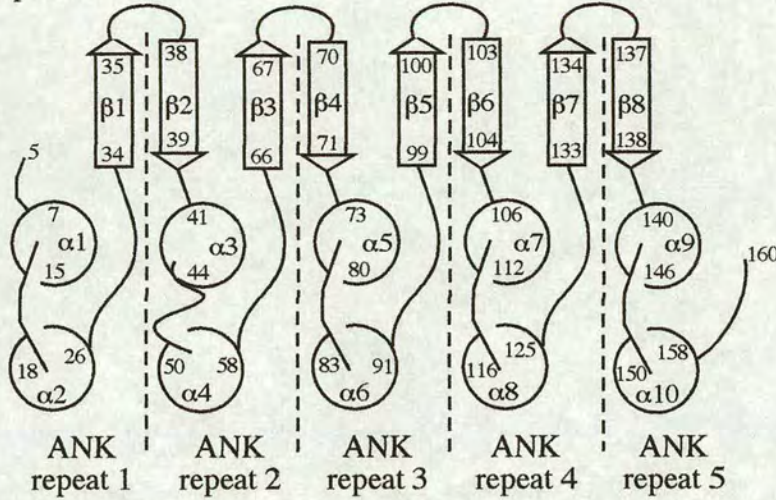 35 38 67 70 100 103 134 137
β1 β2 β3 β4 β5 β6 β7 β8
34 39 66 71 99 104 133 138
5
7 41 73 106 140
α1 α3 α5 α7 α9
15 44 80 112 146
160
18 26 50 58 83 91 116 125 150 158
α2 α4 α6 α8 α10
ANK ANK ANK ANK ANK
repeat 1 repeat 2 repeat 3 repeat 4 repeat 5